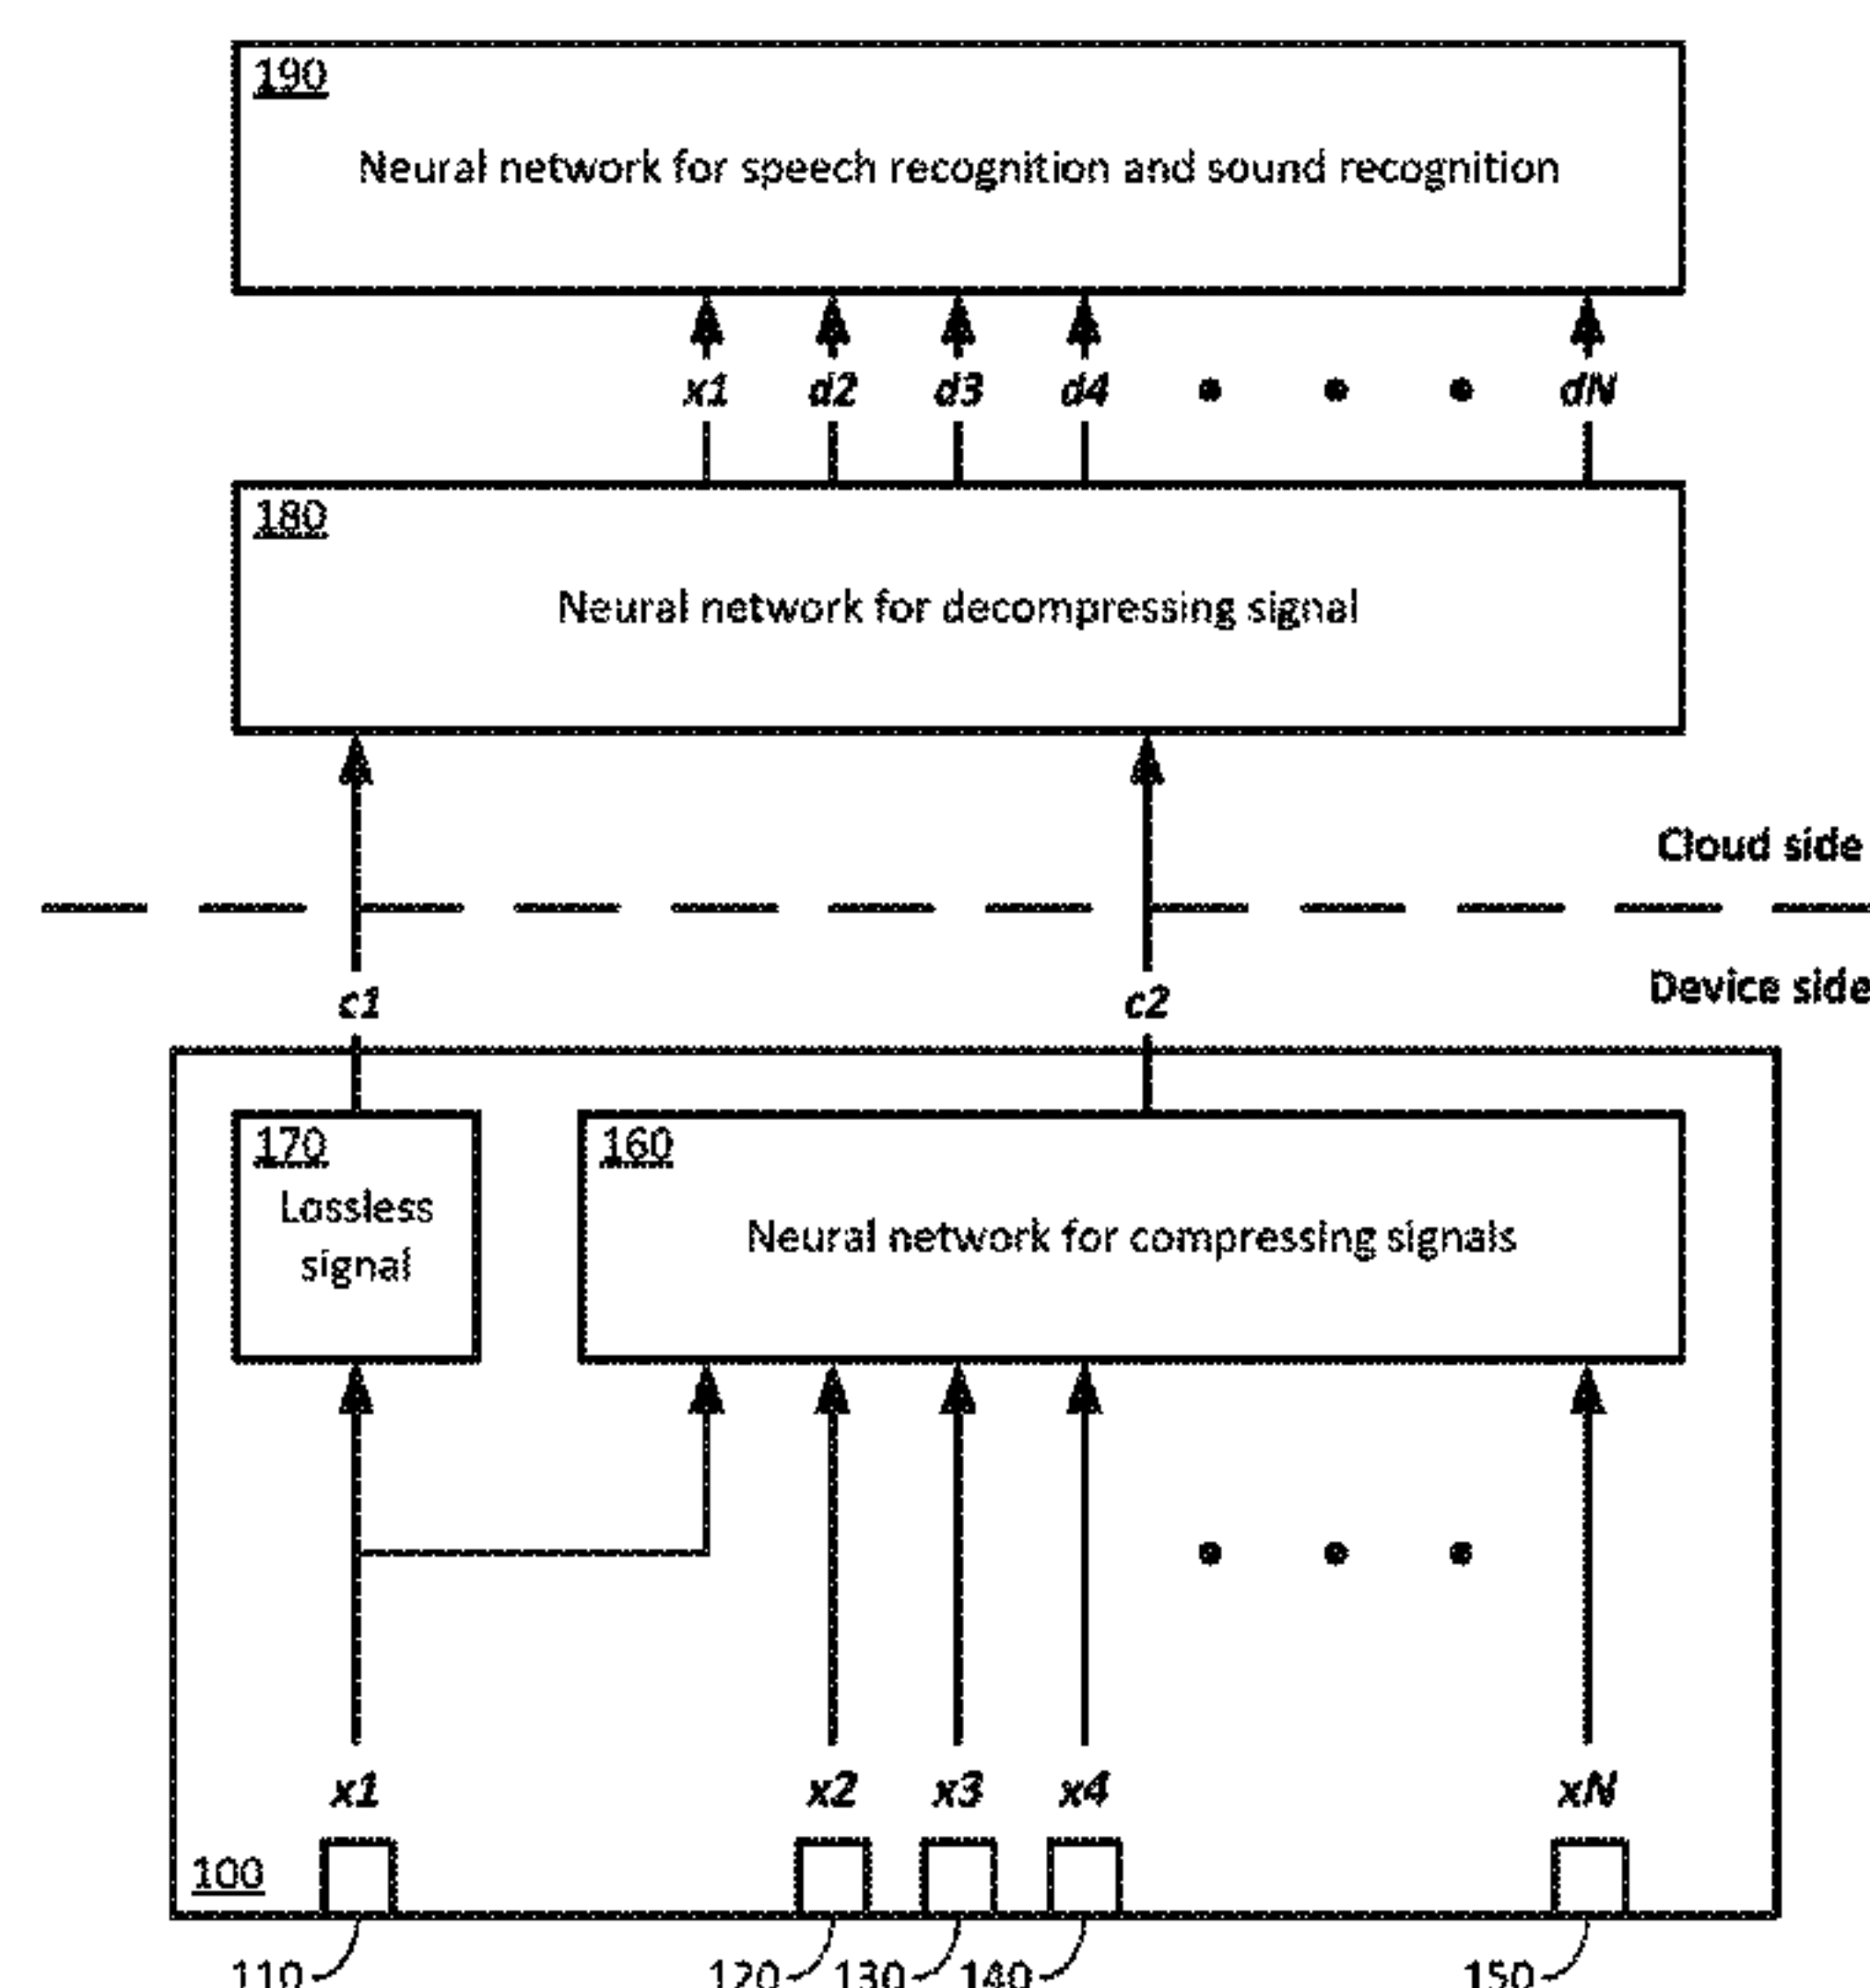 190
Neural network for speech recognition and sound recognition
x1 d2 d3 d4 • • • dN
180
Neural network for decompressing signal
Cloud side
Device side
c1 c2
170
Lossless
signal
160
Neural network for compressing signals
• • •
x1 x2 x3 x4 xN
100
110 120 130 140 150